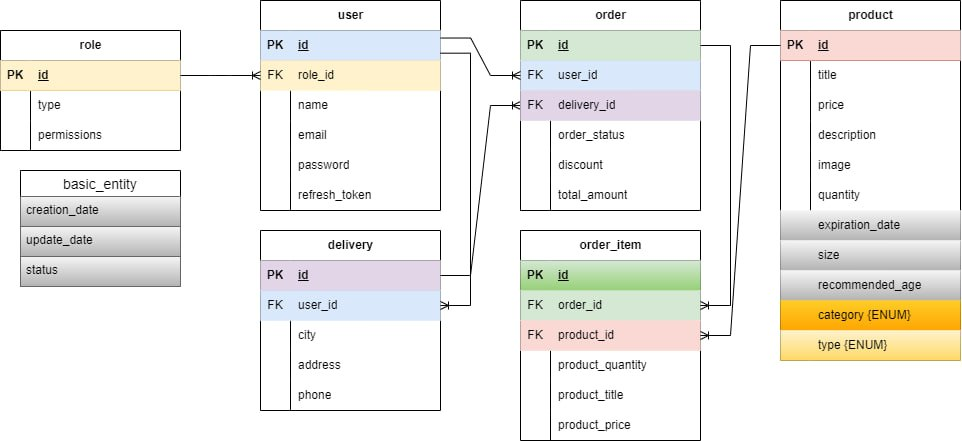 role
PK id
type
permissions
basic_entity
creation_date
update_date
status
user
PK id
FK role_id
name
email
password
refresh_token
delivery
PK id
FK user_id
city
address
phone
order
PK id
FK user_id
FK delivery_id
order_status
discount
total_amount
order_item
PK id
FK order_id
FK product_id
product_quantity
product_title
product_price
product
PK id
title
price
description
image
quantity
expiration_date
size
recommended_age
category {ENUM}
type {ENUM}